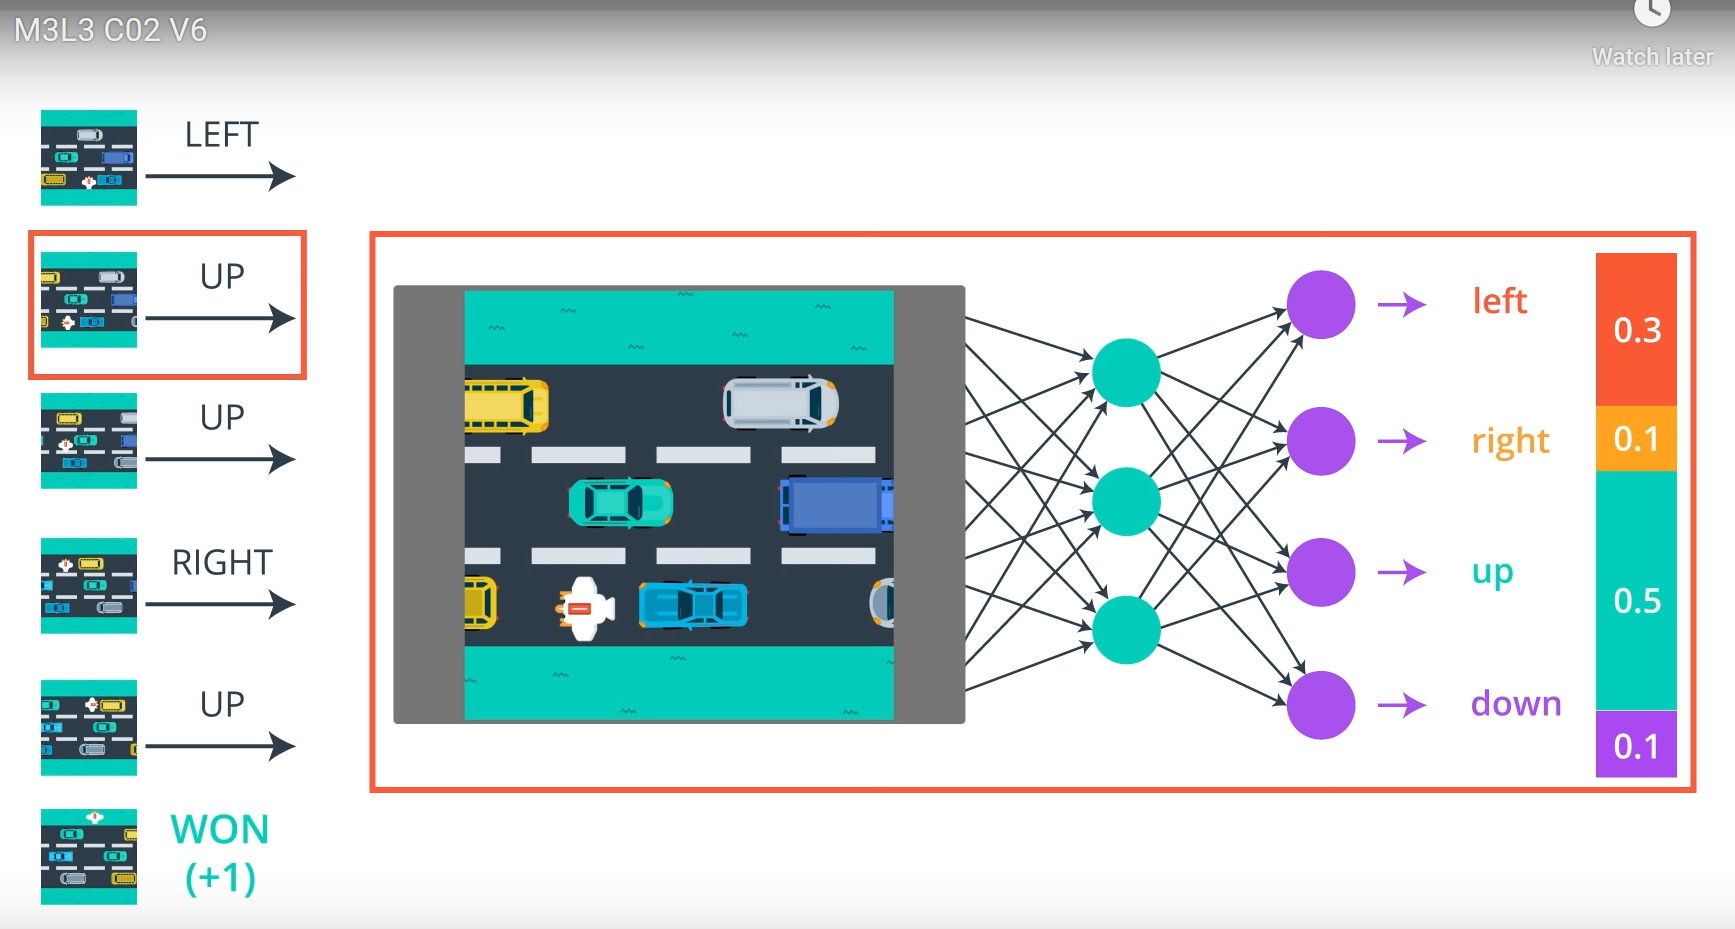 M3L3 C02 V6
Watch later
LEFT
UP
UP
RIGHT
UP
WON
(+1)
left
right
up
down
0.3
0.1
0.5
0.1